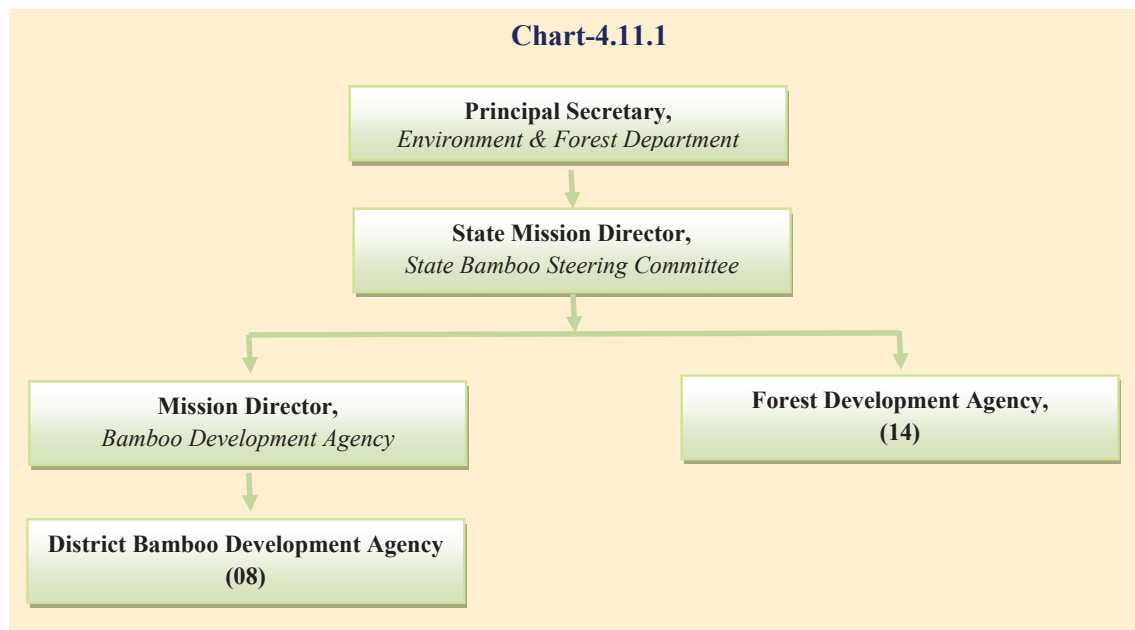 Chart-4.11.1
Principal Secretary,
Environment & Forest Department
State Mission Director,
State Bamboo Steering Committee
Mission Director,
Bamboo Development Agency
Forest Development Agency,
(14)
District Bamboo Development Agency
(08)